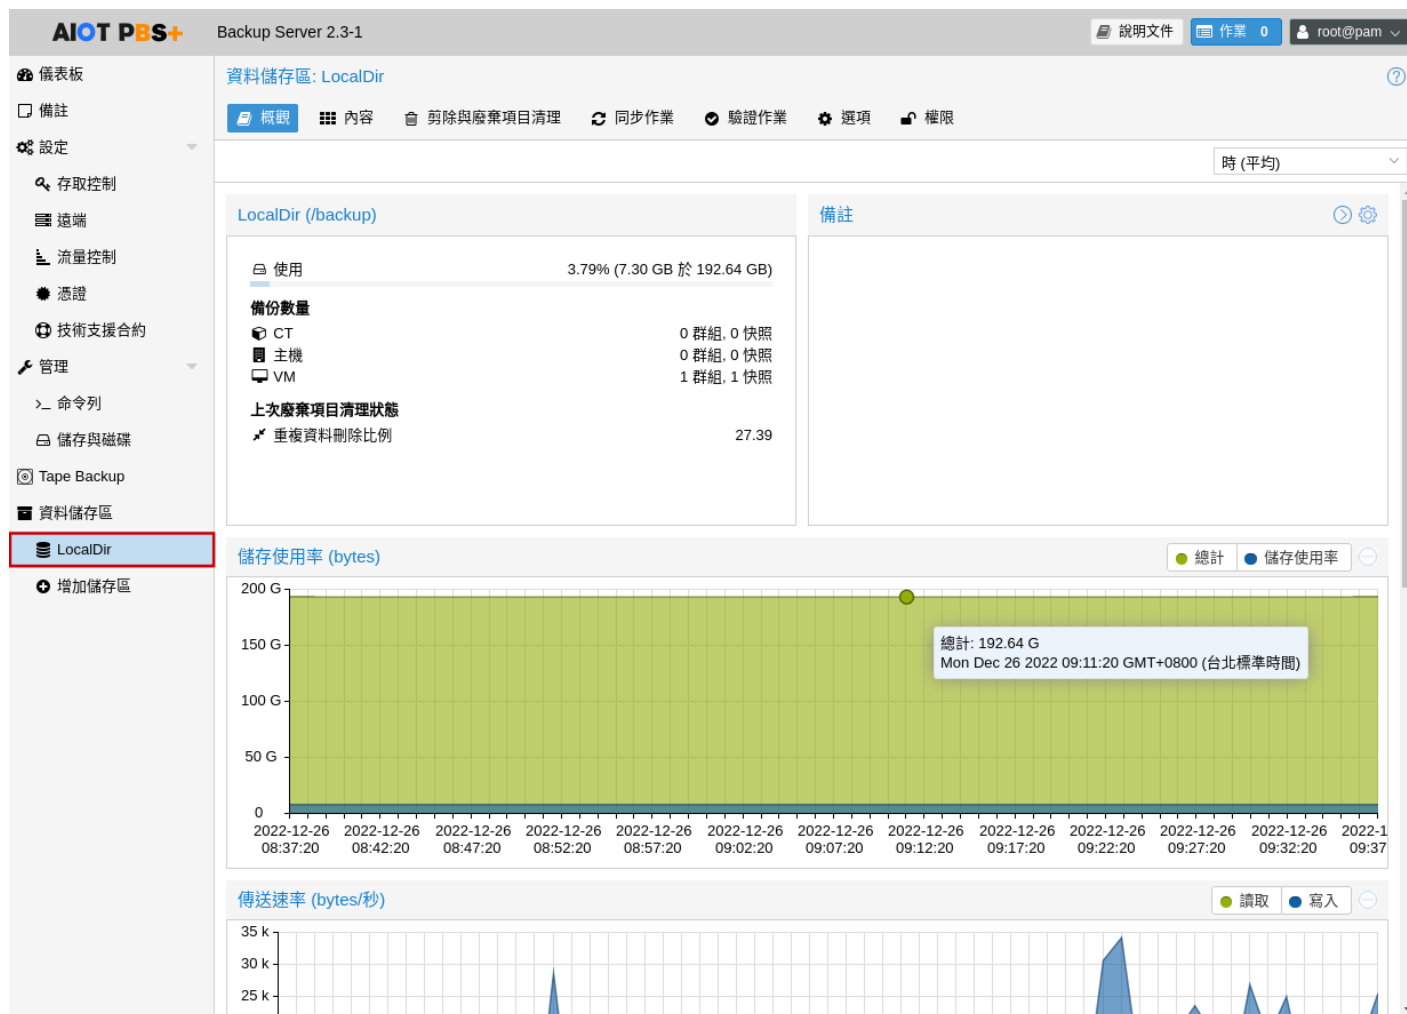 AIOT PBS+
Backup Server 2.3-1
說明文件
作業 0
root@pam
儀表板
備註
設定
存取控制
遠端
流量控制
憑證
技術支援合約
管理
命令列
儲存與磁碟
Tape Backup
資料儲存區
LocalDir
增加儲存區
資料儲存區: LocalDir
概觀
內容
剪除與廢棄項目清理
同步作業
驗證作業
選項
權限
時 (平均)
LocalDir (/backup)
使用 3.79% (7.30 GB 於 192.64 GB)
備份數量
CT 0 群組, 0 快照
主機 0 群組, 0 快照
VM 1 群組, 1 快照
上次廢棄項目清理狀態
重複資料刪除比例 27.39
備註
儲存使用率 (bytes)
總計 儲存使用率
200 G
150 G
100 G
50 G
0
總計: 192.64 G
Mon Dec 26 2022 09:11:20 GMT+0800 (台北標準時間)
2022-12-26 2022-12-26 2022-12-26 2022-12-26 2022-12-26 2022-12-26 2022-12-26 2022-12-26 2022-12-26 2022-12-26 2022-12-26 2022-12-26 2022-1
08:37:20 08:42:20 08:47:20 08:52:20 08:57:20 09:02:20 09:07:20 09:12:20 09:17:20 09:22:20 09:27:20 09:32:20 09:37
傳送速率 (bytes/秒)
讀取 寫入
35 k
30 k
25 k